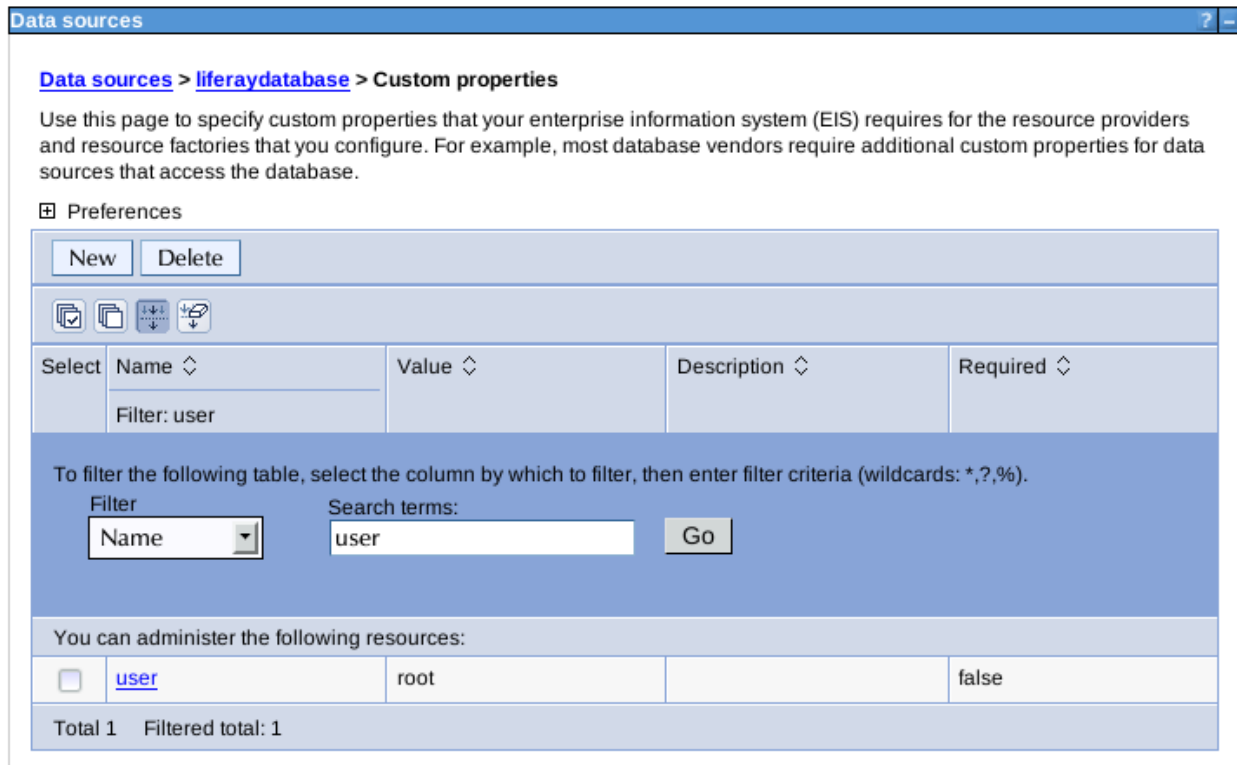 Data sources ? –
Data sources > liferaydatabase > Custom properties
Use this page to specify custom properties that your enterprise information system (EIS) requires for the resource providers
and resource factories that you configure. For example, most database vendors require additional custom properties for data
sources that access the database.
Preferences
New Delete
Select Name Value Description Required
Filter: user
To filter the following table, select the column by which to filter, then enter filter criteria (wildcards: *,?,%).
Filter Search terms:
Name user Go
You can administer the following resources:
user root false
Total 1 Filtered total: 1